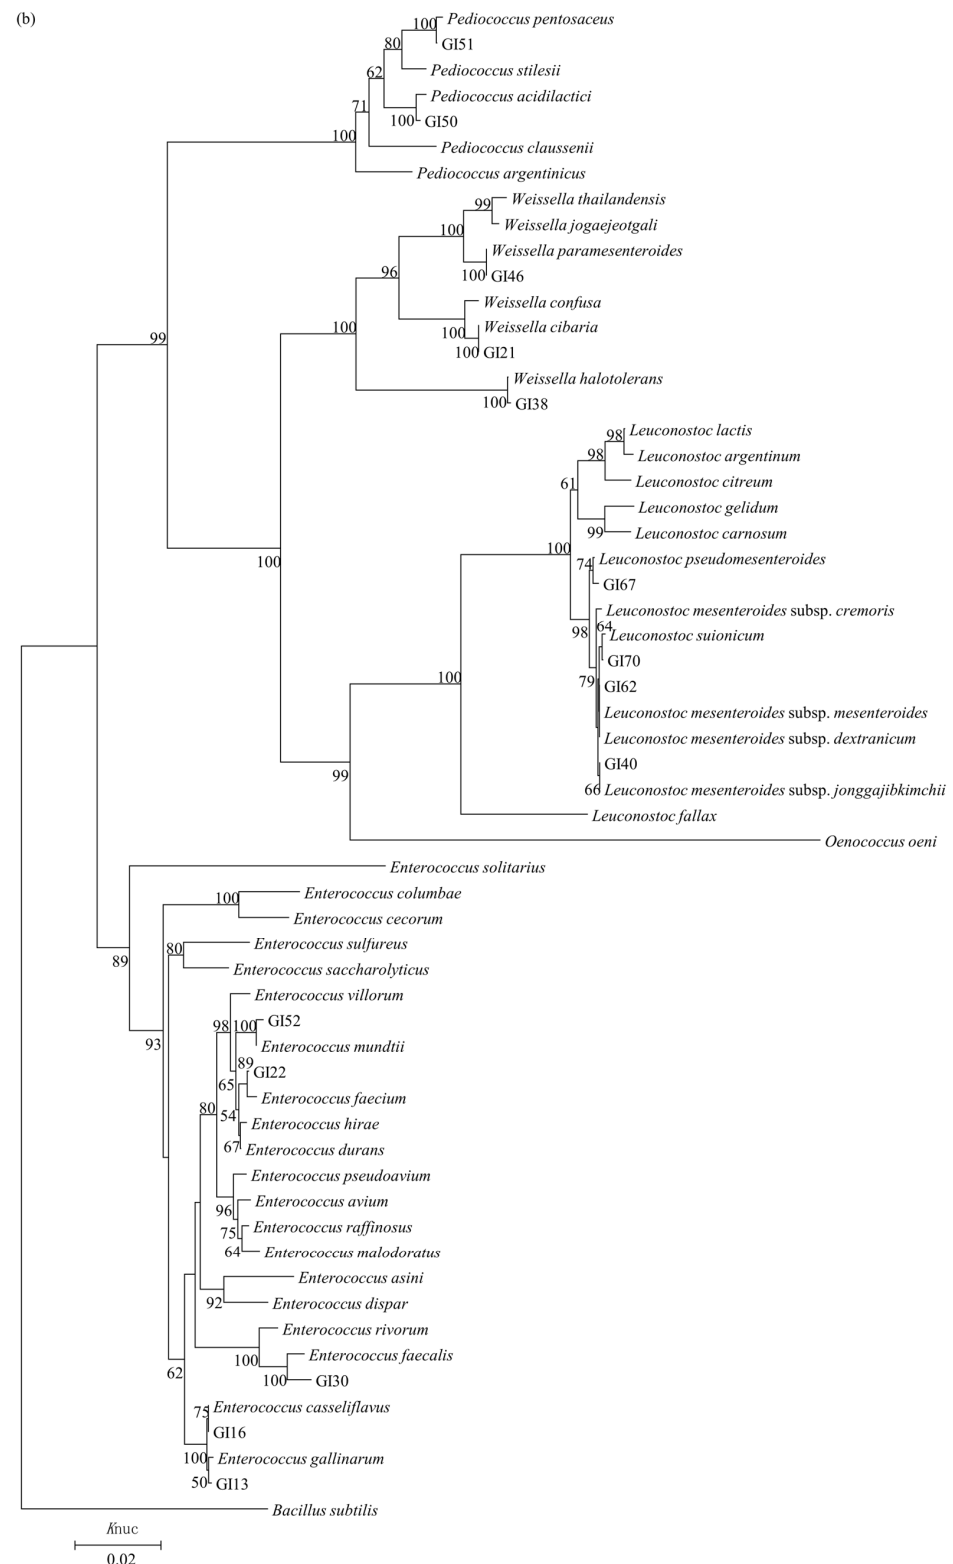 (b)
100 Pediococcus pentosaceus
GI51
80
Pediococcus stilesii
62
Pediococcus acidilactici
71
100 GI50
100
Pediococcus claussenii
Pediococcus argentinicus
99 Weissella thailandensis
Weissella jogaejeotgali
100
Weissella paramesenteroides
96
100 GI46
Weissella confusa
100
100 Weissella cibaria
99
100 GI21
Weissella halotolerans
100 GI38
98 Leuconostoc lactis
98 Leuconostoc argentinum
Leuconostoc citreum
61
Leuconostoc gelidum
99 Leuconostoc carnosum
100
100
74 Leuconostoc pseudomesenteroides
GI67
Leuconostoc mesenteroides subsp. cremoris
98 64
Leuconostoc suionicum
GI70
100
79 GI62
Leuconostoc mesenteroides subsp. mesenteroides
Leuconostoc mesenteroides subsp. dextranicum
GI40
99
66 Leuconostoc mesenteroides subsp. jonggajibkimchii
Leuconostoc fallax
Oenococcus oeni
Enterococcus solitarius
100 Enterococcus columbae
Enterococcus cecorum
80 Enterococcus sulfureus
89
Enterococcus saccharolyticus
Enterococcus villorum
98 100 GI52
93
Enterococcus mundtii
89
GI22
65
Enterococcus faecium
80 54
Enterococcus hirae
67 Enterococcus durans
Enterococcus pseudoavium
Enterococcus avium
96
Enterococcus raffinosus
75
64 Enterococcus malodoratus
Enterococcus asini
92 Enterococcus dispar
Enterococcus rivorum
Enterococcus faecalis
100
62
100 GI30
75 Enterococcus casseliflavus
GI16
100 Enterococcus gallinarum
50 GI13
Bacillus subtilis
Knuc
0.02